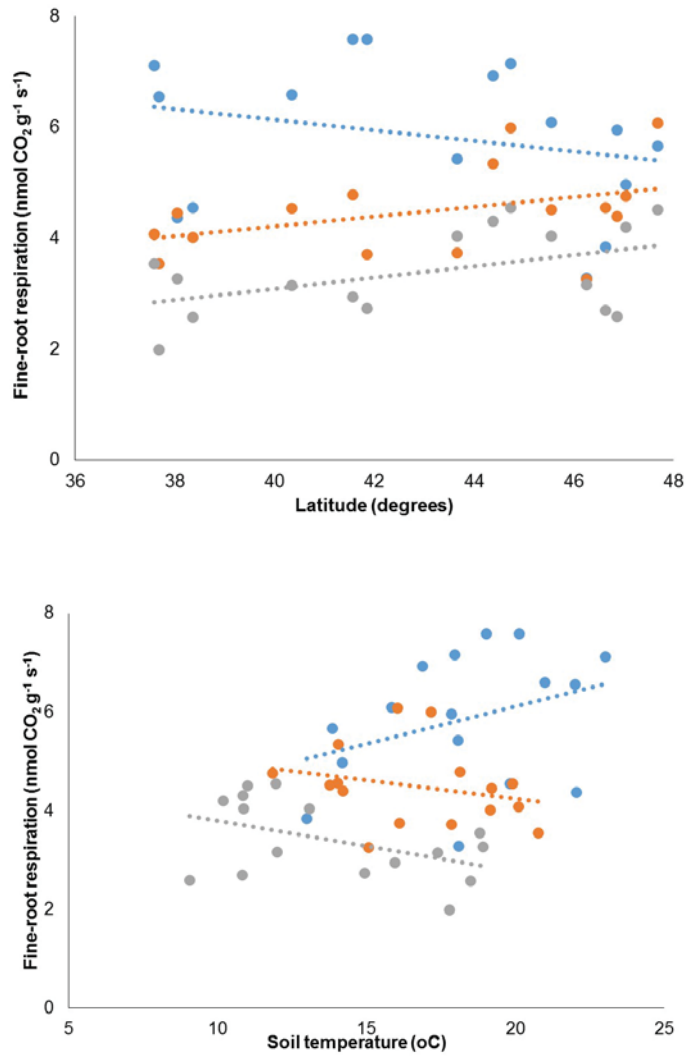 Fine-root respiration (nmol CO₂ g⁻¹ s⁻¹)
8
6
4
2
0
36 38 40 42 44 46 48
Latitude (degrees)
Fine-root respiration (nmol CO₂ g⁻¹ s⁻¹)
8
6
4
2
0
5 10 15 20 25
Soil temperature (oC)